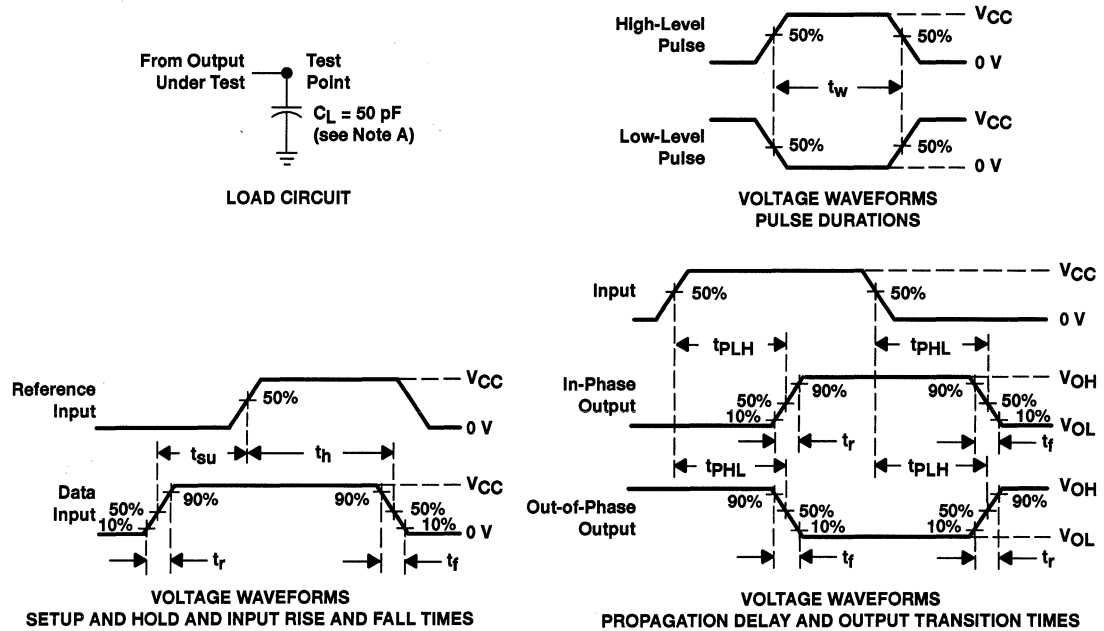 From Output
Under Test
Test
Point
CL = 50 pF
(see Note A)
LOAD CIRCUIT
High-Level
Pulse
50%
50%
VCC
0 V
tw
Low-Level
Pulse
50%
50%
VCC
0 V
VOLTAGE WAVEFORMS
PULSE DURATIONS
Reference
Input
50%
VCC
0 V
tsu
th
Data
Input
50%
10%
90%
90%
50%
10%
VCC
0 V
tr
tf
VOLTAGE WAVEFORMS
SETUP AND HOLD AND INPUT RISE AND FALL TIMES
Input
50%
50%
VCC
0 V
tPLH
tPHL
In-Phase
Output
50%
10%
90%
90%
50%
10%
VOH
VOL
tr
tf
tPHL
tPLH
Out-of-Phase
Output
90%
50%
10%
10%
50%
90%
VOH
VOL
tf
tr
VOLTAGE WAVEFORMS
PROPAGATION DELAY AND OUTPUT TRANSITION TIMES